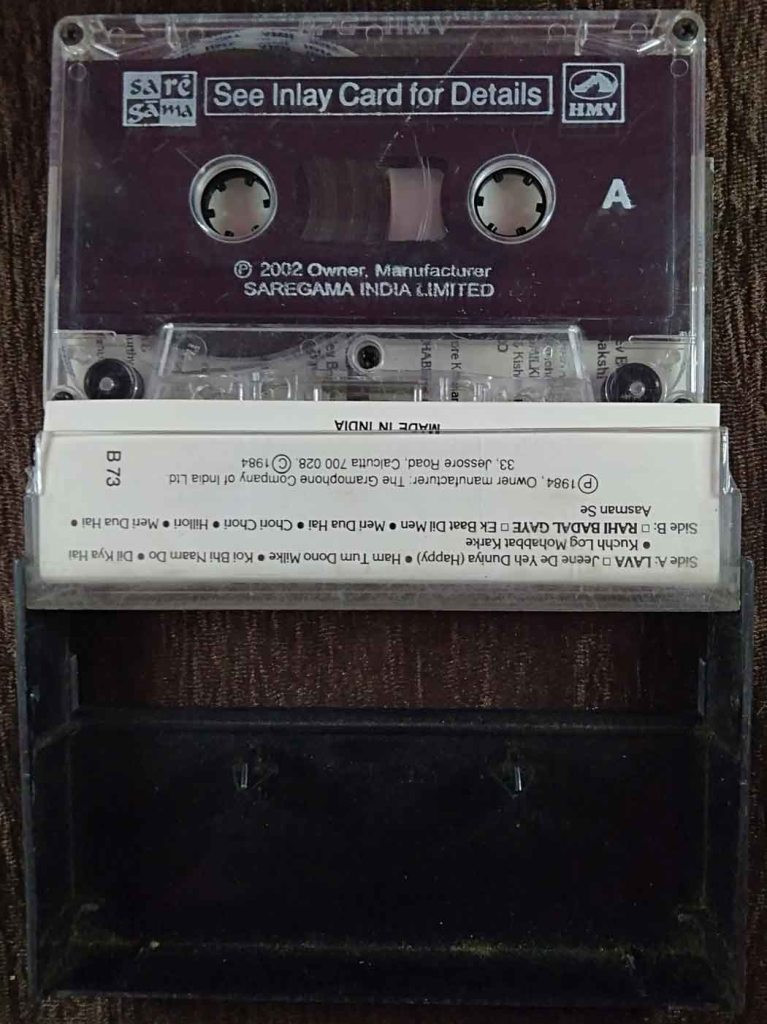 HMV
sa rē
gāma
See Inlay Card for Details
HMV
A
℗ 2002 Owner, Manufacturer
SAREGAMA INDIA LIMITED
Side A: LAVA □ Jeene De Yeh Duniya (Happy) ● Ham Tum Dono Milke ● Koi Bhi Naam Do ● Dil Kya Hai
● Kuchh Log Mohabbat Karke
Side B: □ RAHI BADAL GAYE □ Ek Baat Dil Men ● Meri Dua Hai ● Chori Chori ● Hillori ● Meri Dua Hai ●
Aasman Se
℗ 1984, Owner manufacturer: The Gramophone Company of India Ltd.
33, Jessore Road, Calcutta 700 028. © 1984
B 73
MADE IN INDIA